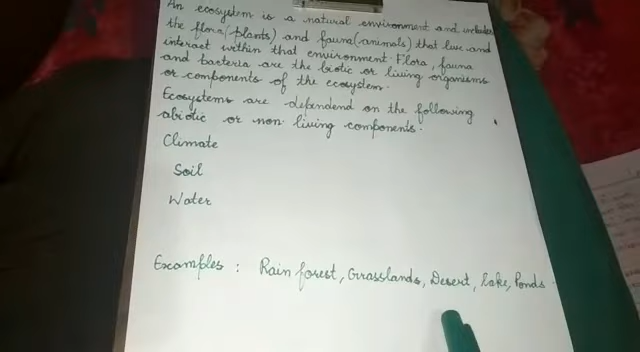 An ecosystem is a natural environment and includes
the flora (plants) and fauna (animals) that live and
interact within that environment. Flora, fauna
and bacteria are the biotic or living organisms
or components of the ecosystem.
Ecosystems are dependend on the following
abiotic or non living components.
Climate
Soil
Water
Examples : Rain forest, Grasslands, Desert, lake, Ponds.